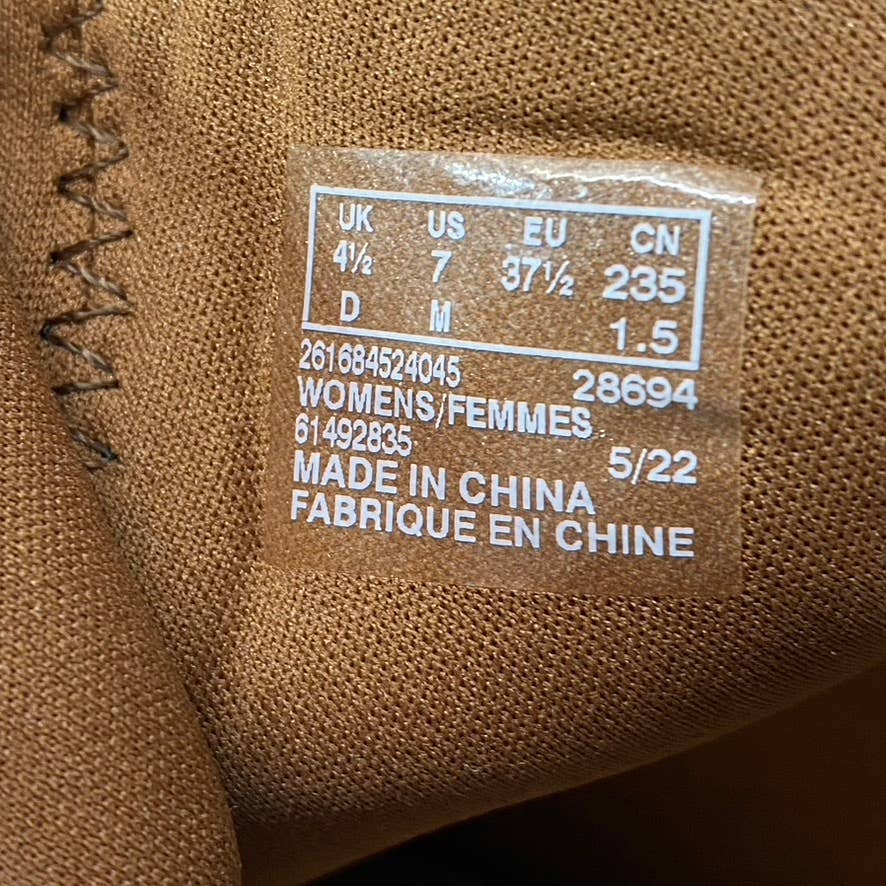 UK US EU CN
4½ 7 37½ 235
D M 1.5
261684524045 28694
WOMENS/FEMMES
61492835 5/22
MADE IN CHINA
FABRIQUE EN CHINE